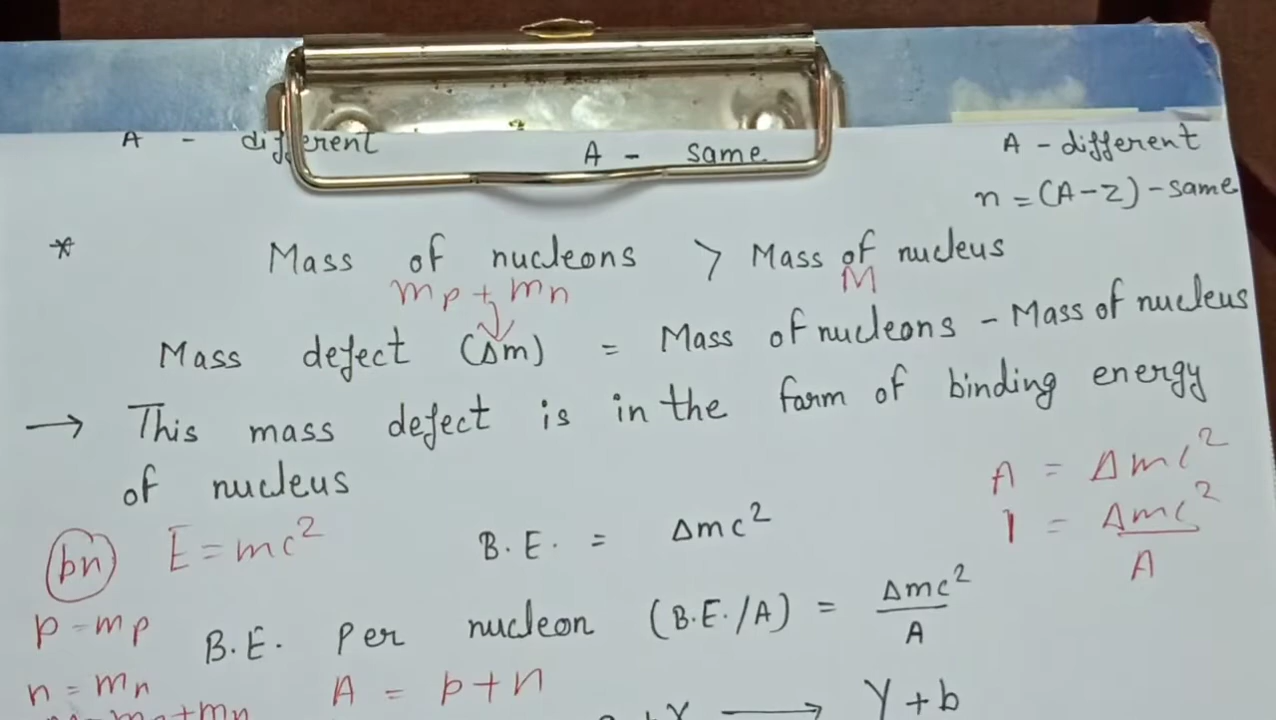 A - different
A - same
A - different
n = (A-Z) - same
* Mass of nucleons > Mass of nucleus
mp + mn
M
Mass defect (Δm) = Mass of nucleons - Mass of nucleus
→ This mass defect is in the farm of binding energy
of nucleus
A = Δmc²
1 = Δmc²/A
(pn) E = mc²
B.E. = Δmc²
p = mp
B.E. Per nucleon (B.E./A) = Δmc²/A
n = mn
A = p+n
Y + b